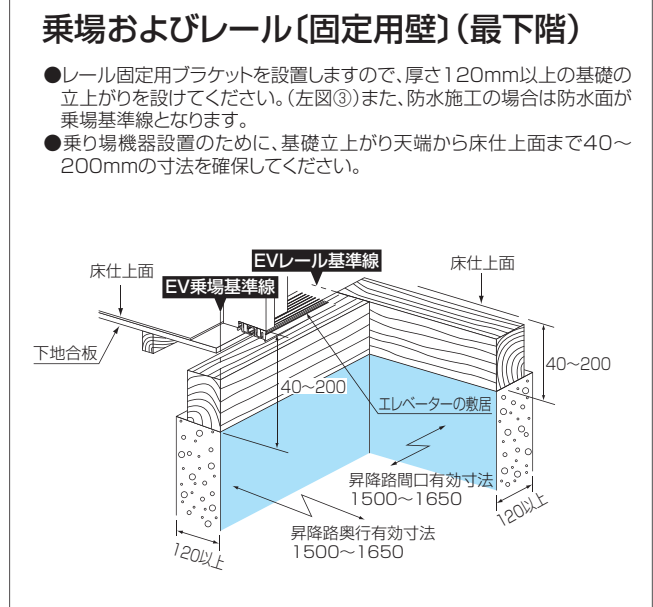 乗場およびレール〔固定用壁〕（最下階）
●レール固定用ブラケットを設置しますので、厚さ120mm以上の基礎の
立上がりを設けてください。（左図③）また、防水施工の場合は防水面が
乗場基準線となります。
●乗り場機器設置のために、基礎立上がり天端から床仕上面まで40～
200mmの寸法を確保してください。
EVレール基準線
床仕上面
床仕上面
EV乗場基準線
下地合板
40～200
40～200
エレベーターの敷居
昇降路間口有効寸法
1500～1650
120以上
昇降路奥行有効寸法
1500～1650
120以上